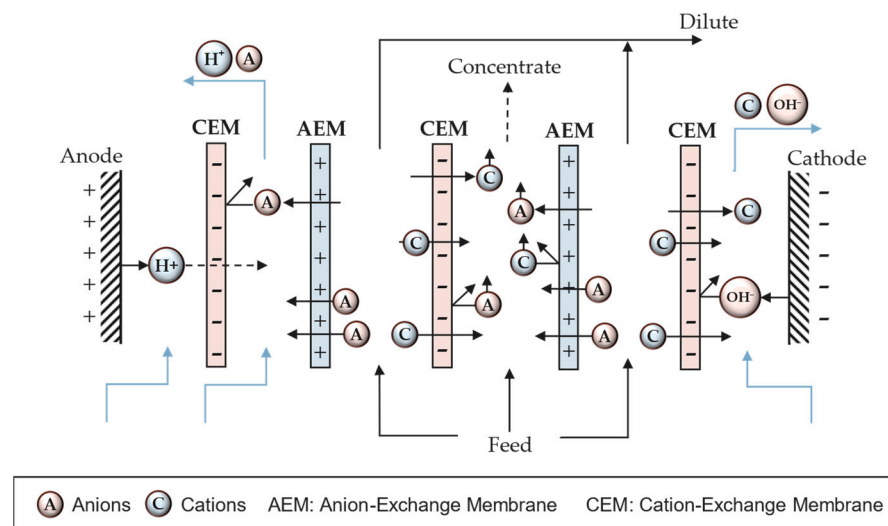 Dilute
H⁺ A
Concentrate
C OH⁻
CEM AEM CEM AEM CEM
Anode Cathode
+ - + - + - -
+ - + - + - -
+ - + - + - -
+ - + - + - -
+ - + - + - -
- + - + -
C
A
A
C
C
C
C
H+
C
A
A
A
OH⁻
A
C
A
C
Feed
A Anions C Cations AEM: Anion-Exchange Membrane CEM: Cation-Exchange Membrane